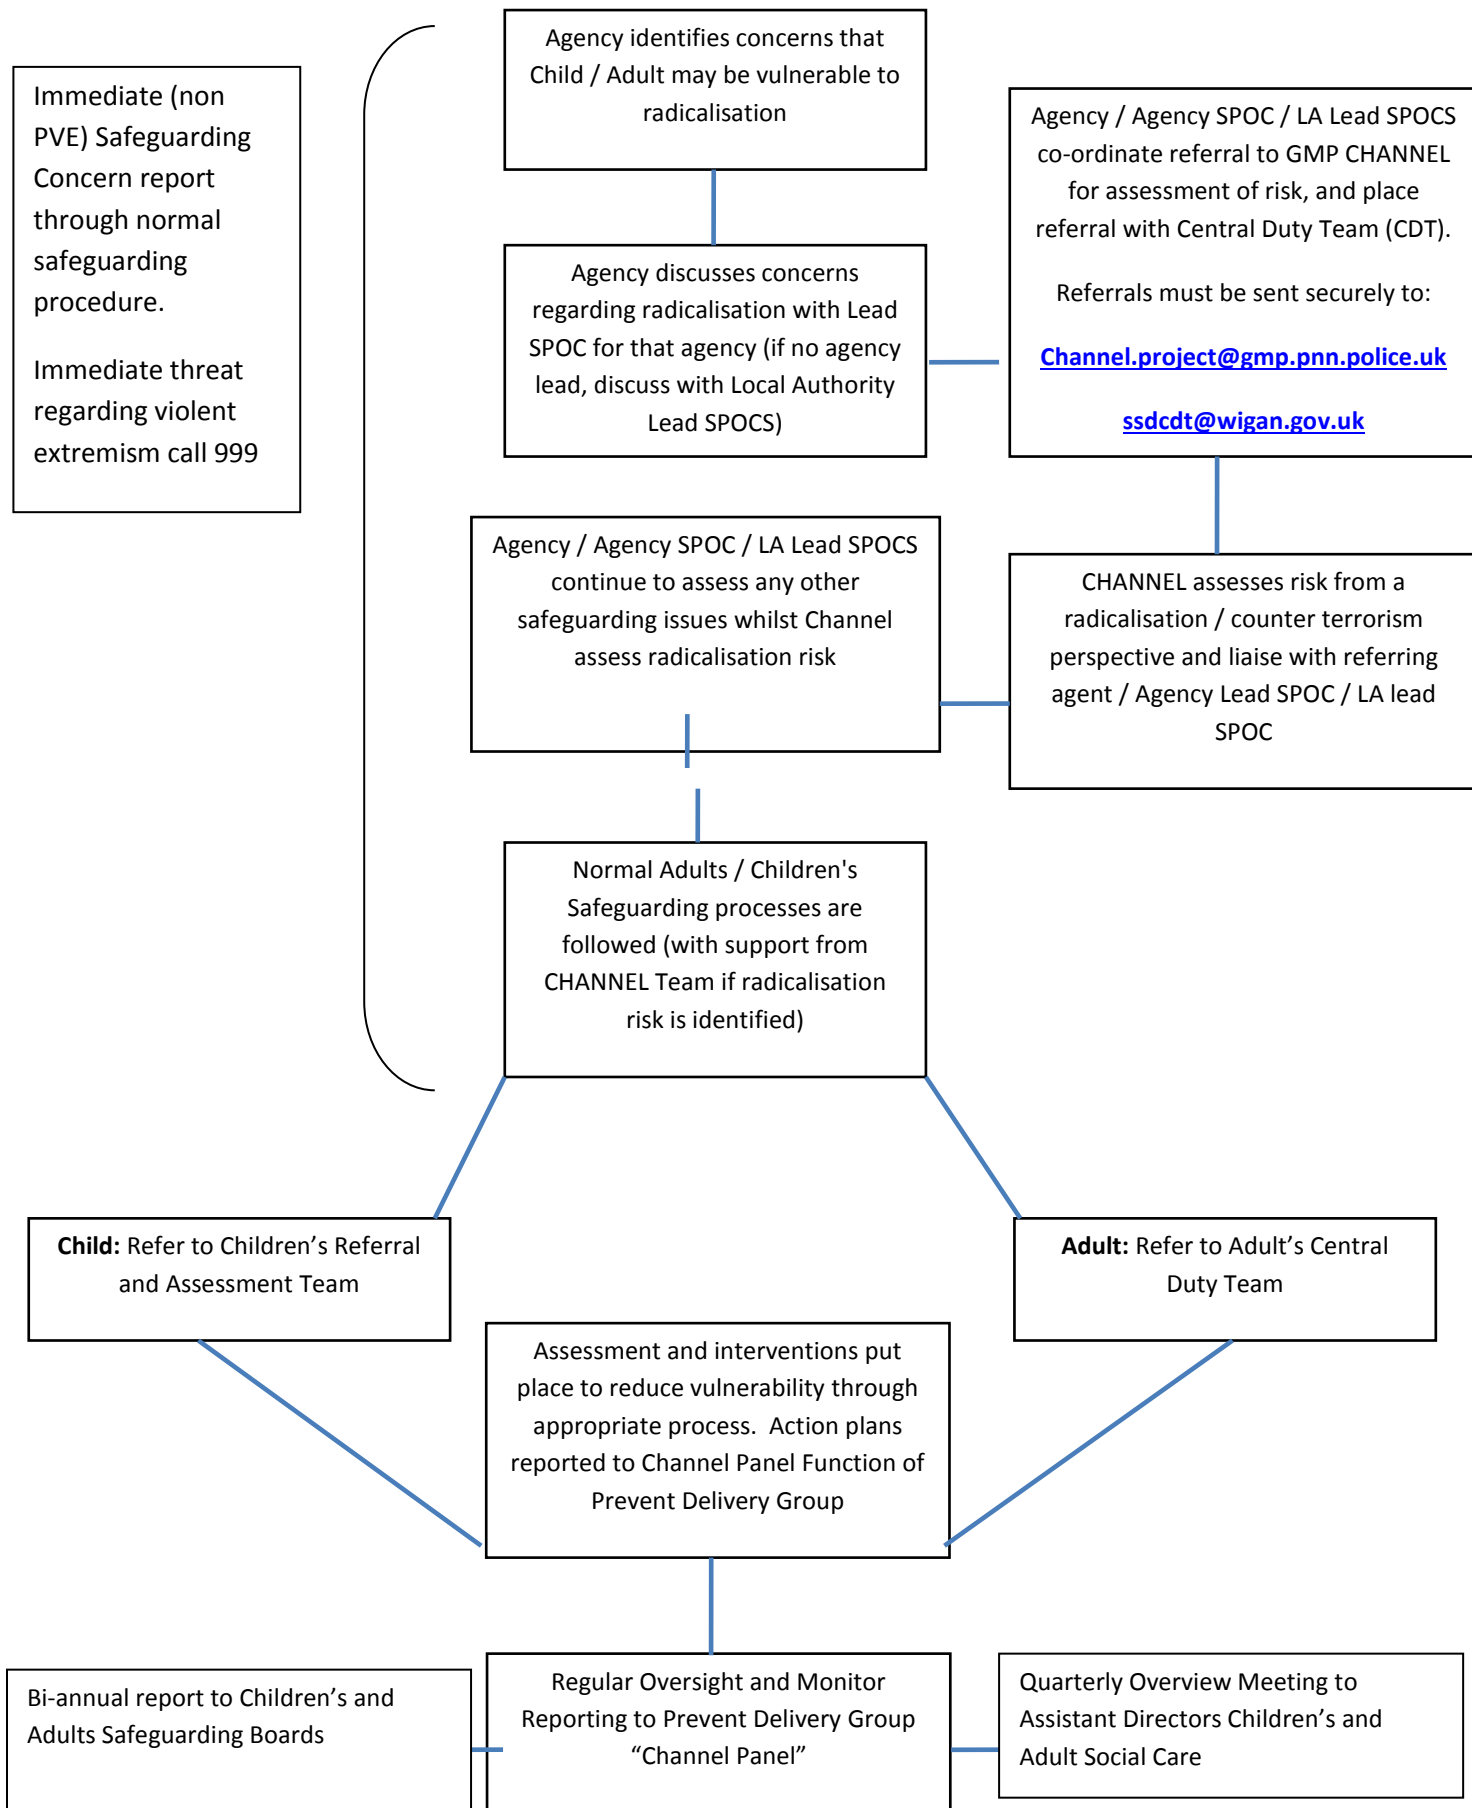 Immediate (non
PVE) Safeguarding
Concern report
through normal
safeguarding
procedure.
Immediate threat
regarding violent
extremism call 999
Agency identifies concerns that
Child / Adult may be vulnerable to
radicalisation
Agency discusses concerns
regarding radicalisation with Lead
SPOC for that agency (if no agency
lead, discuss with Local Authority
Lead SPOCS)
Agency / Agency SPOC / LA Lead SPOCS
co-ordinate referral to GMP CHANNEL
for assessment of risk, and place
referral with Central Duty Team (CDT).
Referrals must be sent securely to:
Channel.project@gmp.pnn.police.uk
ssdcdt@wigan.gov.uk
CHANNEL assesses risk from a
radicalisation / counter terrorism
perspective and liaise with referring
agent / Agency Lead SPOC / LA lead
SPOC
Agency / Agency SPOC / LA Lead SPOCS
continue to assess any other
safeguarding issues whilst Channel
assess radicalisation risk
Normal Adults / Children's
Safeguarding processes are
followed (with support from
CHANNEL Team if radicalisation
risk is identified)
Child: Refer to Children’s Referral
and Assessment Team
Adult: Refer to Adult’s Central
Duty Team
Assessment and interventions put
place to reduce vulnerability through
appropriate process.  Action plans
reported to Channel Panel Function of
Prevent Delivery Group
Bi-annual report to Children’s and
Adults Safeguarding Boards
Regular Oversight and Monitor
Reporting to Prevent Delivery Group
“Channel Panel”
Quarterly Overview Meeting to
Assistant Directors Children’s and
Adult Social Care